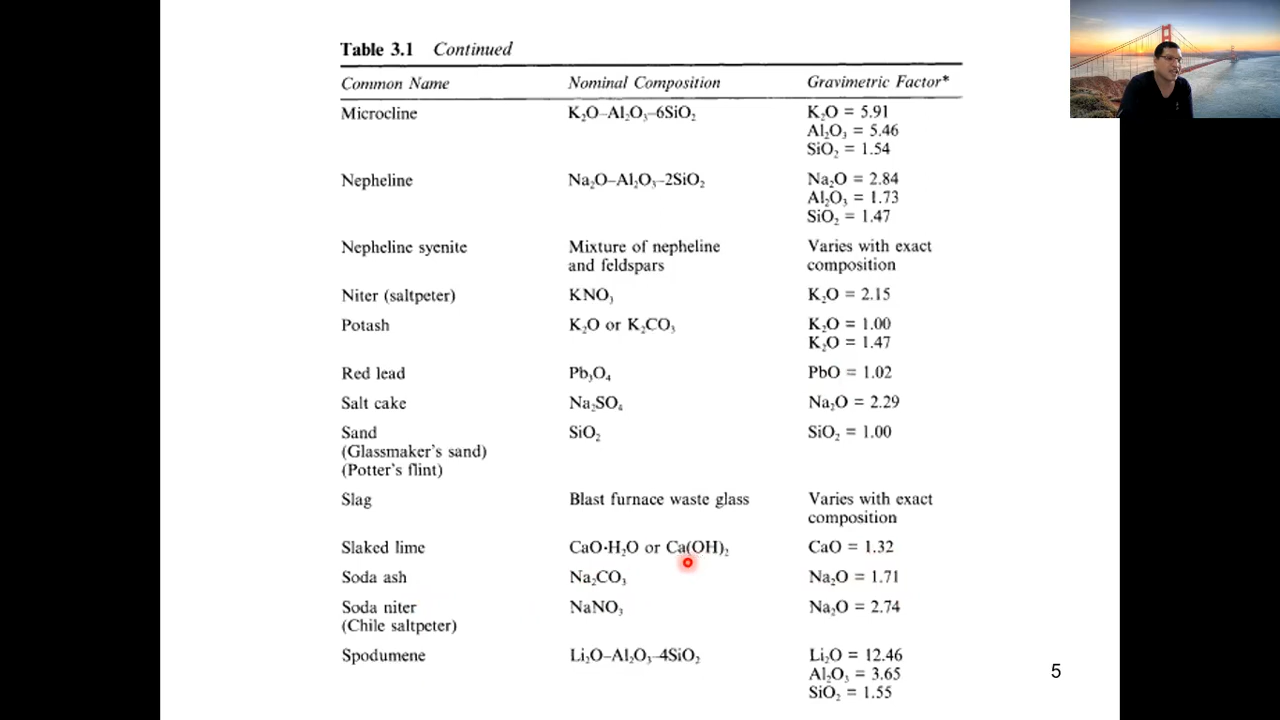 Table 3.1 Continued
Common Name Nominal Composition Gravimetric Factor*
Microcline K₂O–Al₂O₃–6SiO₂ K₂O = 5.91
Al₂O₃ = 5.46
SiO₂ = 1.54
Nepheline Na₂O–Al₂O₃–2SiO₂ Na₂O = 2.84
Al₂O₃ = 1.73
SiO₂ = 1.47
Nepheline syenite Mixture of nepheline Varies with exact
and feldspars composition
Niter (saltpeter) KNO₃ K₂O = 2.15
Potash K₂O or K₂CO₃ K₂O = 1.00
K₂O = 1.47
Red lead Pb₃O₄ PbO = 1.02
Salt cake Na₂SO₄ Na₂O = 2.29
Sand SiO₂ SiO₂ = 1.00
(Glassmaker's sand)
(Potter's flint)
Slag Blast furnace waste glass Varies with exact
composition
Slaked lime CaO·H₂O or Ca(OH)₂ CaO = 1.32
Soda ash Na₂CO₃ Na₂O = 1.71
Soda niter NaNO₃ Na₂O = 2.74
(Chile saltpeter)
Spodumene Li₂O–Al₂O₃–4SiO₂ Li₂O = 12.46
Al₂O₃ = 3.65
SiO₂ = 1.55
5